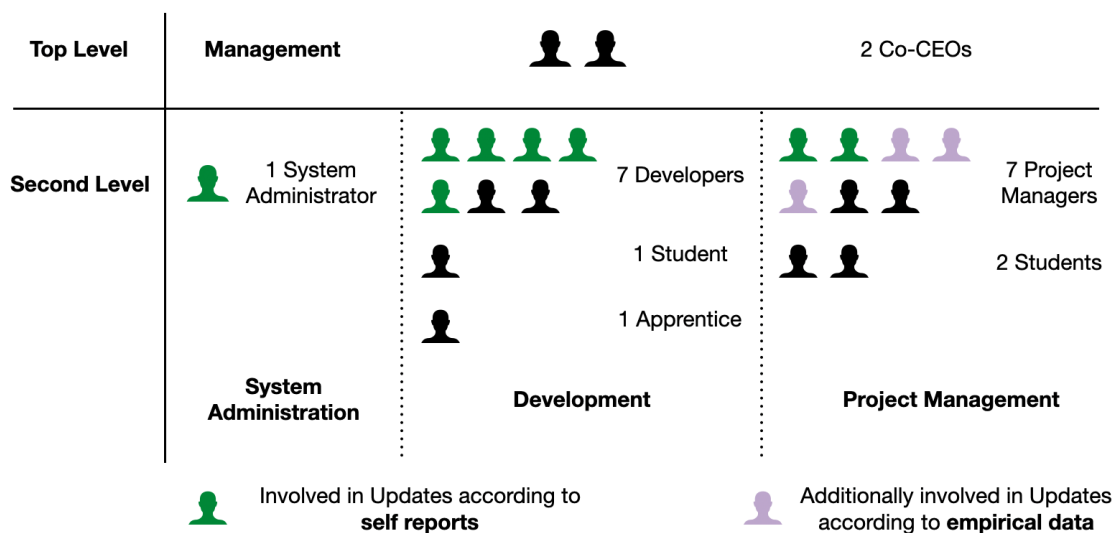 Top Level
Management
2 Co-CEOs
Second Level
1 System
Administrator
7 Developers
1 Student
1 Apprentice
7 Project
Managers
2 Students
System
Administration
Development
Project Management
Involved in Updates according to
self reports
Additionally involved in Updates
according to empirical data